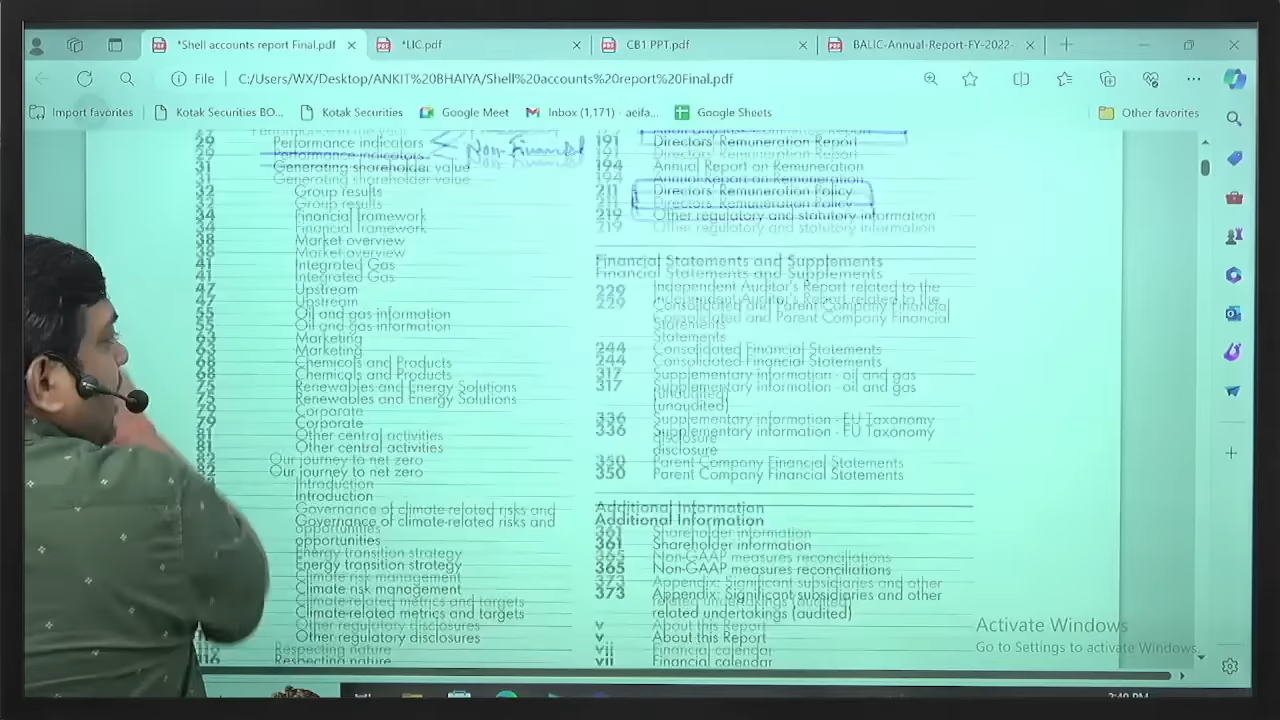 *Shell accounts report Final.pdf
*LIC.pdf
CB1 PPT.pdf
BALIC-Annual-Report-FY-2022-
File
C:/Users/WX/Desktop/ANKIT%20BHAIYA/Shell%20accounts%20report%20Final.pdf
Import favorites
Kotak Securities BO...
Kotak Securities
Google Meet
Inbox (1,171) - aeifa...
Google Sheets
Other favorites
29 Performance indicators
Non-Financial
31 Generating shareholder value
32 Group results
34 Financial framework
38 Market overview
41 Integrated Gas
47 Upstream
55 Oil and gas information
63 Marketing
68 Chemicals and Products
75 Renewables and Energy Solutions
79 Corporate
81 Other central activities
82 Our journey to net zero
Introduction
Governance of climate-related risks and
opportunities
Energy transition strategy
Climate risk management
Climate-related metrics and targets
Other regulatory disclosures
116 Respecting nature
191 Directors' Remuneration Report
194 Annual Report on Remuneration
211 Directors' Remuneration Policy
219 Other regulatory and statutory information
Financial Statements and Supplements
229 Independent Auditor's Report related to the
Consolidated and Parent Company Financial
Statements
244 Consolidated Financial Statements
317 Supplementary information - oil and gas
(unaudited)
336 Supplementary information - EU Taxonomy
disclosure
350 Parent Company Financial Statements
Additional Information
361 Shareholder information
365 Non-GAAP measures reconciliations
373 Appendix: Significant subsidiaries and other
related undertakings (audited)
v About this Report
vii Financial calendar
Activate Windows
Go to Settings to activate Windows.
2:40 PM